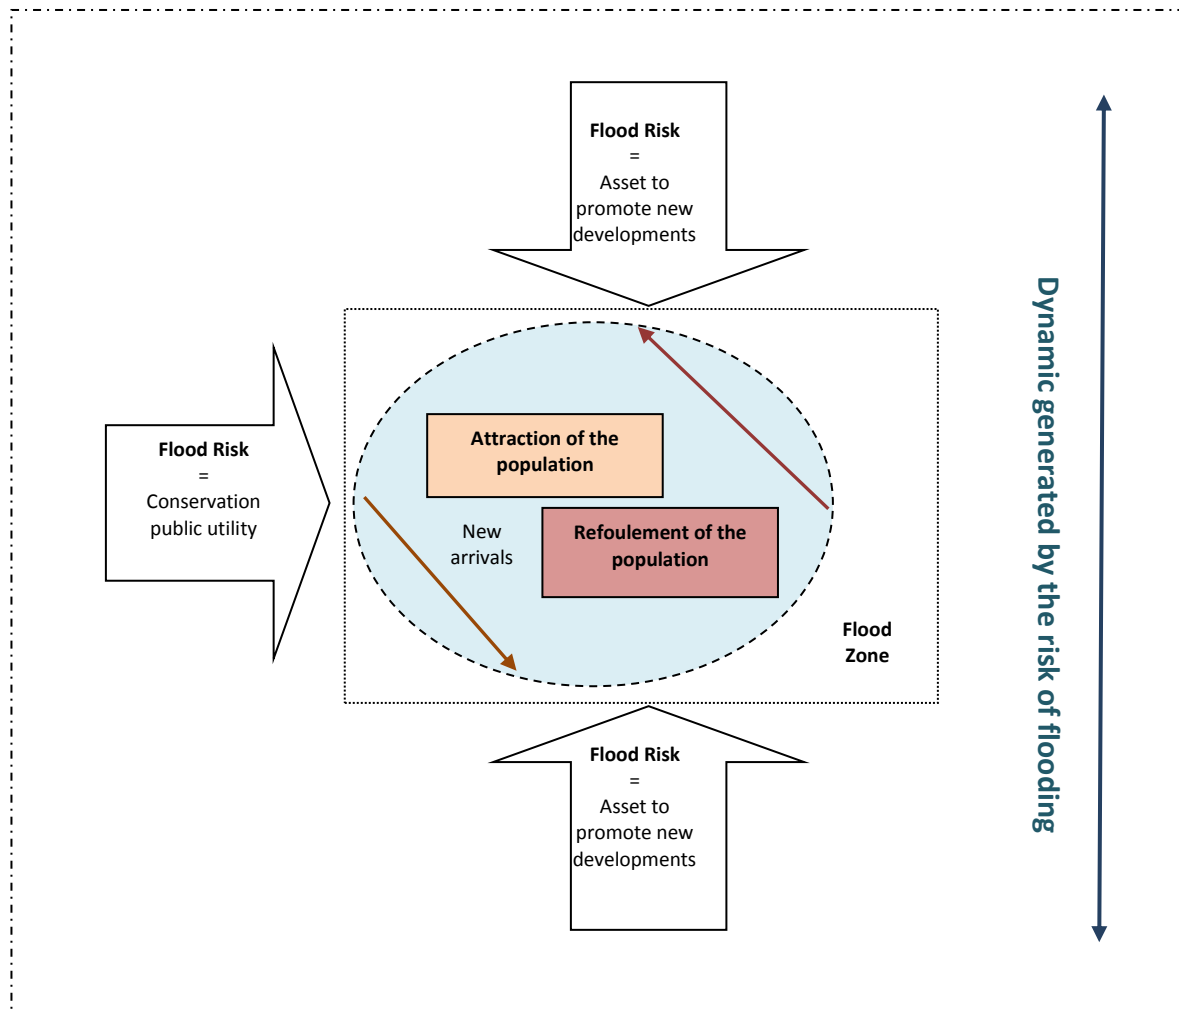 Flood Risk
=
Asset to
promote new
developments
Flood Risk
=
Conservation
public utility
Attraction of the
population
New
arrivals
Refoulement of the
population
Flood
Zone
Flood Risk
=
Asset to
promote new
developments
Dynamic generated by the risk of flooding